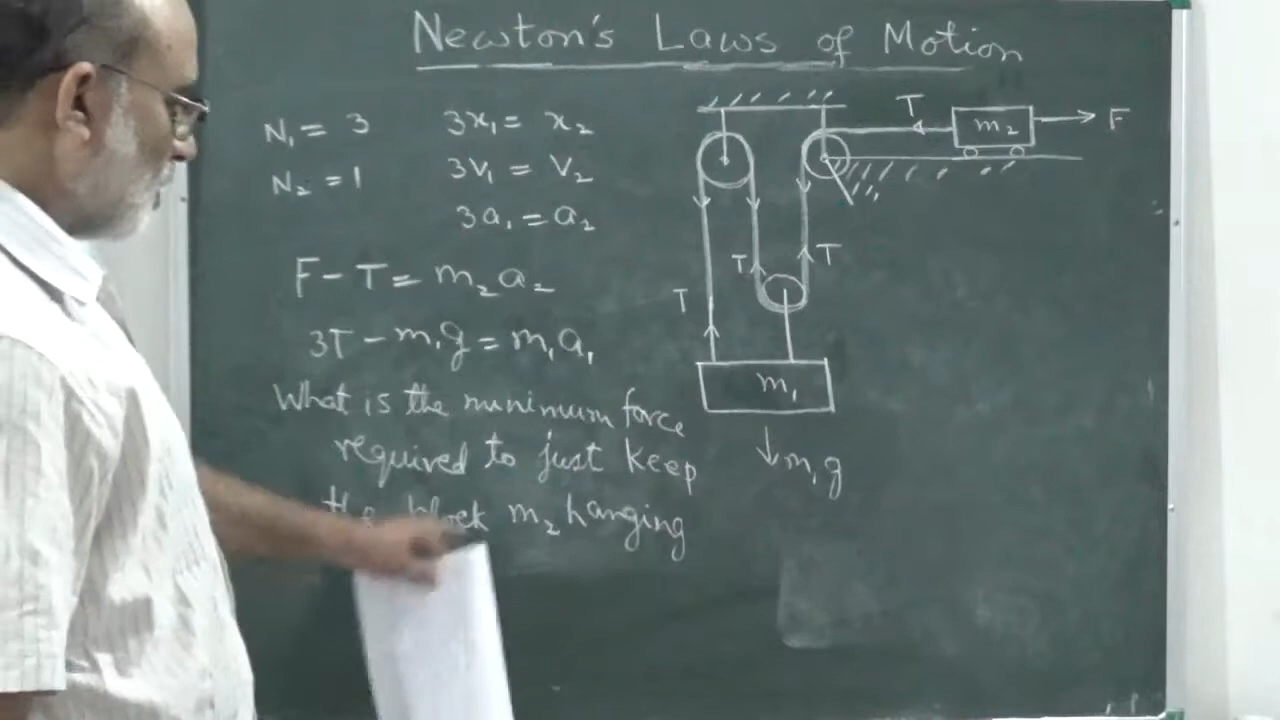 Newton's Laws of Motion
N₁ = 3
3x₁ = x₂
N₂ = 1
3v₁ = v₂
3a₁ = a₂
F - T = m₂a₂
3T - m₁g = m₁a₁
What is the minimum force
required to just keep
the block m₂ hanging
T
m₂
F
T
T
T
m₁
m₁g